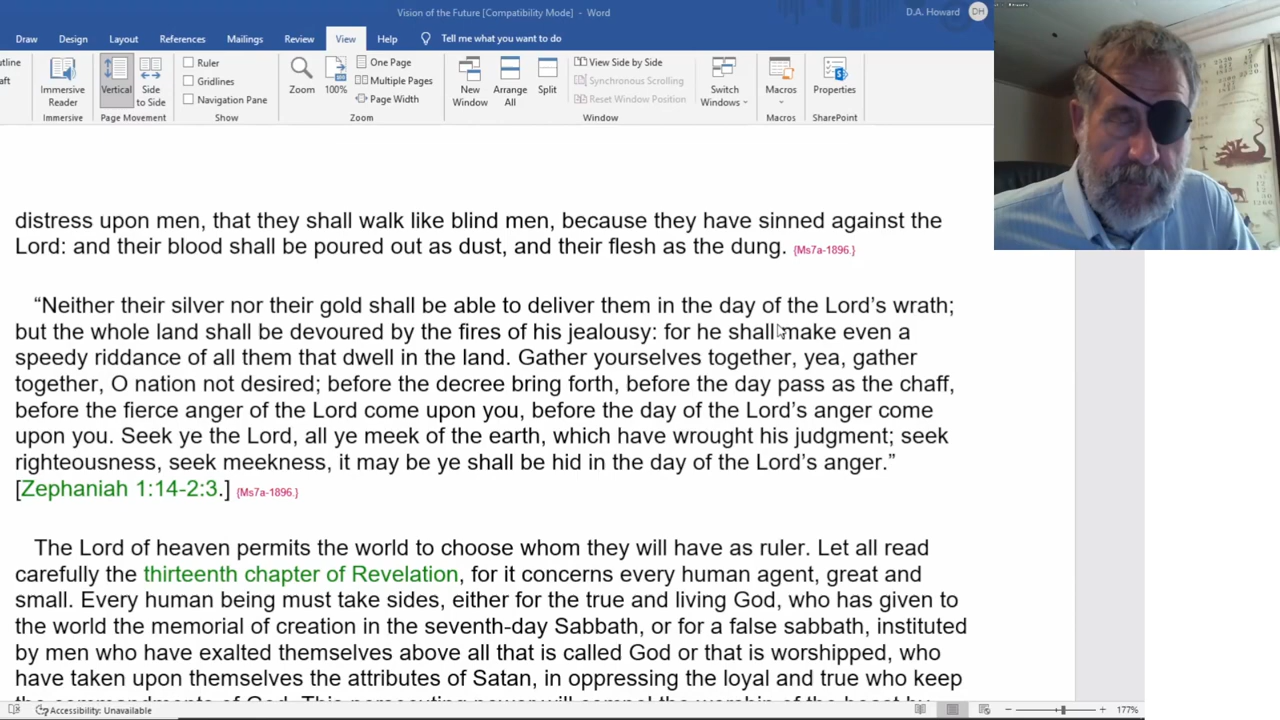 Vision of the Future [Compatibility Mode] - Word
D.A. Howard
DH
Draw Design Layout References Mailings Review View Help Tell me what you want to do
Immersive Reader
Immersive
Vertical
Side to Side
Page Movement
Ruler
Gridlines
Navigation Pane
Show
Zoom
100%
One Page
Multiple Pages
Page Width
Zoom
New Window
Arrange All
Split
View Side by Side
Synchronous Scrolling
Reset Window Position
Window
Switch Windows
Macros
Macros
Properties
SharePoint
distress upon men, that they shall walk like blind men, because they have sinned against the
Lord: and their blood shall be poured out as dust, and their flesh as the dung. {Ms7a-1896.}
“Neither their silver nor their gold shall be able to deliver them in the day of the Lord’s wrath;
but the whole land shall be devoured by the fires of his jealousy: for he shall make even a
speedy riddance of all them that dwell in the land. Gather yourselves together, yea, gather
together, O nation not desired; before the decree bring forth, before the day pass as the chaff,
before the fierce anger of the Lord come upon you, before the day of the Lord’s anger come
upon you. Seek ye the Lord, all ye meek of the earth, which have wrought his judgment; seek
righteousness, seek meekness, it may be ye shall be hid in the day of the Lord’s anger.”
[Zephaniah 1:14-2:3.] {Ms7a-1896.}
The Lord of heaven permits the world to choose whom they will have as ruler. Let all read
carefully the thirteenth chapter of Revelation, for it concerns every human agent, great and
small. Every human being must take sides, either for the true and living God, who has given to
the world the memorial of creation in the seventh-day Sabbath, or for a false sabbath, instituted
by men who have exalted themselves above all that is called God or that is worshipped, who
have taken upon themselves the attributes of Satan, in oppressing the loyal and true who keep
the commandments of God. This persecuting power will compel the worship of the beast by
Accessibility: Unavailable
177%